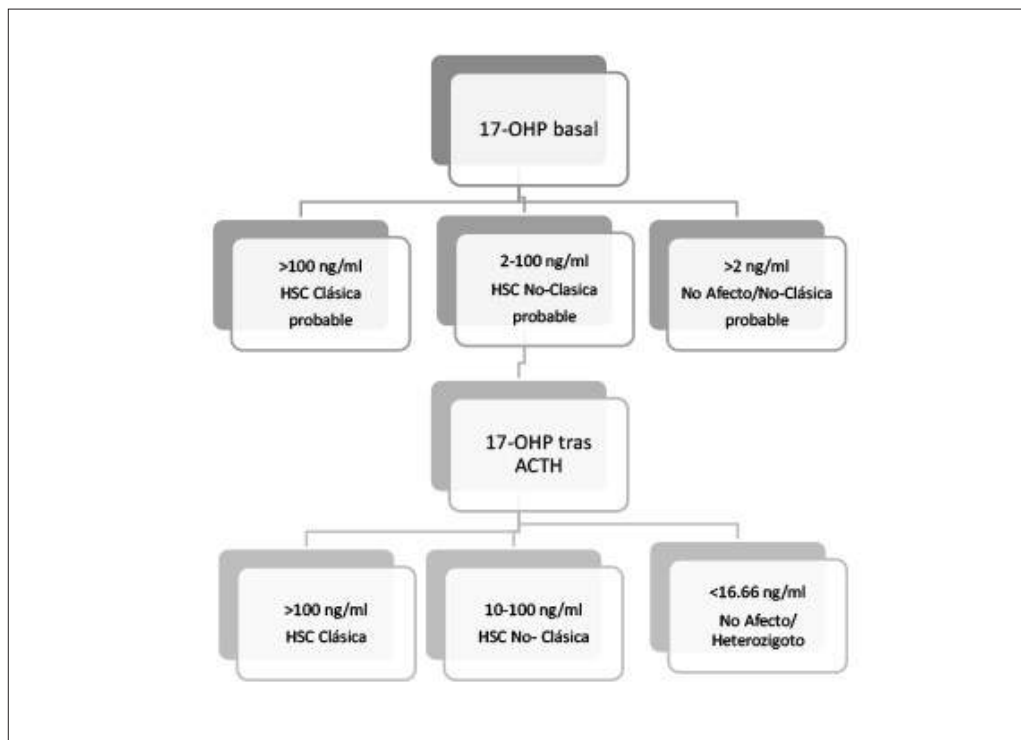 17-OHP basal
>100 ng/ml
HSC Clásica
probable
2-100 ng/ml
HSC No-Clasica
probable
>2 ng/ml
No Afecto/No-Clásica
probable
17-OHP tras
ACTH
>100 ng/ml
HSC Clásica
10-100 ng/ml
HSC No- Clásica
<16.66 ng/ml
No Afecto/
Heterozigoto